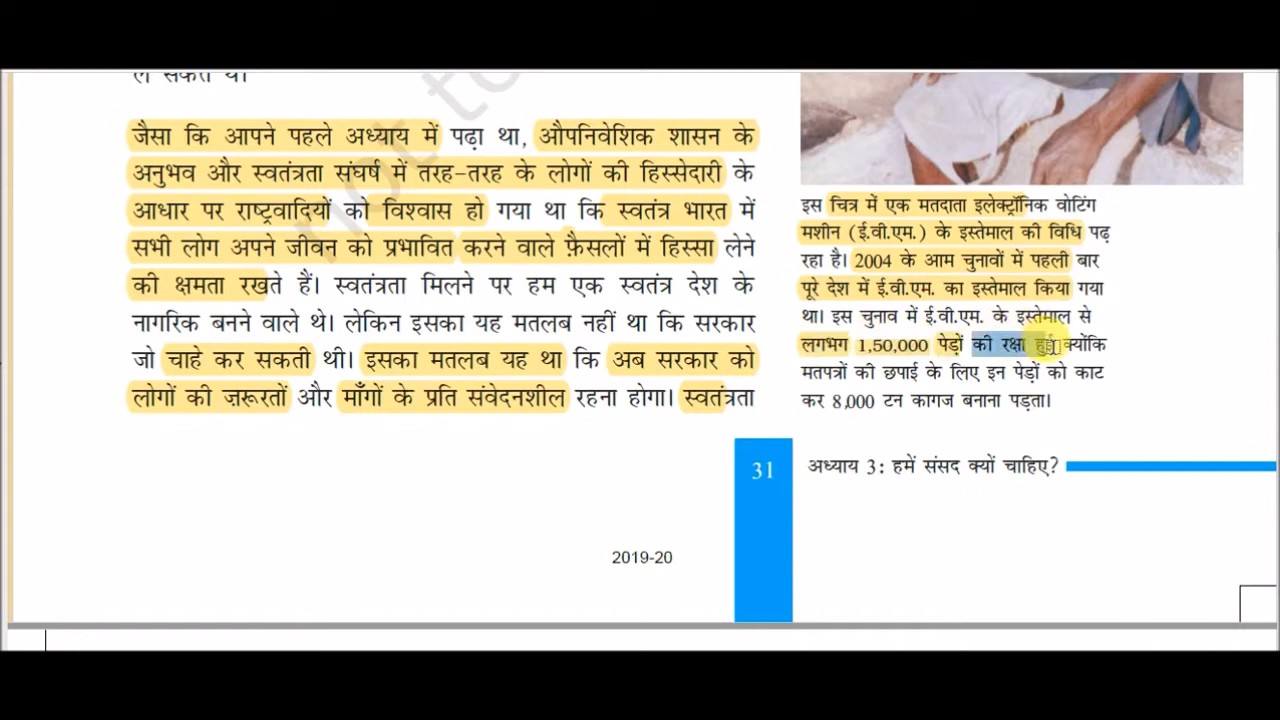 जैसा कि आपने पहले अध्याय में पढ़ा था, औपनिवेशिक शासन के
अनुभव और स्वतंत्रता संघर्ष में तरह-तरह के लोगों की हिस्सेदारी के
आधार पर राष्ट्रवादियों को विश्वास हो गया था कि स्वतंत्र भारत में
सभी लोग अपने जीवन को प्रभावित करने वाले फ़ैसलों में हिस्सा लेने
की क्षमता रखते हैं। स्वतंत्रता मिलने पर हम एक स्वतंत्र देश के
नागरिक बनने वाले थे। लेकिन इसका यह मतलब नहीं था कि सरकार
जो चाहे कर सकती थी। इसका मतलब यह था कि अब सरकार को
लोगों की ज़रूरतों और माँगों के प्रति संवेदनशील रहना होगा। स्वतंत्रता
इस चित्र में एक मतदाता इलेक्ट्रॉनिक वोटिंग
मशीन (ई.वी.एम.) के इस्तेमाल की विधि पढ़
रहा है। 2004 के आम चुनावों में पहली बार
पूरे देश में ई.वी.एम. का इस्तेमाल किया गया
था। इस चुनाव में ई.वी.एम. के इस्तेमाल से
लगभग 1,50,000 पेड़ों की रक्षा हुई क्योंकि
मतपत्रों की छपाई के लिए इन पेड़ों को काट
कर 8,000 टन कागज बनाना पड़ता।
31
अध्याय 3: हमें संसद क्यों चाहिए?
2019-20
not to